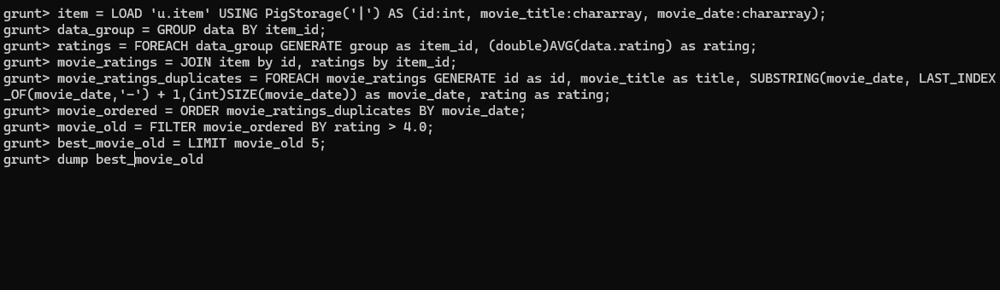 grunt> item = LOAD 'u.item' USING PigStorage('|') AS (id:int, movie_title:chararray, movie_date:chararray);
grunt> data_group = GROUP data BY item_id;
grunt> ratings = FOREACH data_group GENERATE group as item_id, (double)AVG(data.rating) as rating;
grunt> movie_ratings = JOIN item by id, ratings by item_id;
grunt> movie_ratings_duplicates = FOREACH movie_ratings GENERATE id as id, movie_title as title, SUBSTRING(movie_date, LAST_INDEX
_OF(movie_date,'-') + 1,(int)SIZE(movie_date)) as movie_date, rating as rating;
grunt> movie_ordered = ORDER movie_ratings_duplicates BY movie_date;
grunt> movie_old = FILTER movie_ordered BY rating > 4.0;
grunt> best_movie_old = LIMIT movie_old 5;
grunt> dump best_movie_old